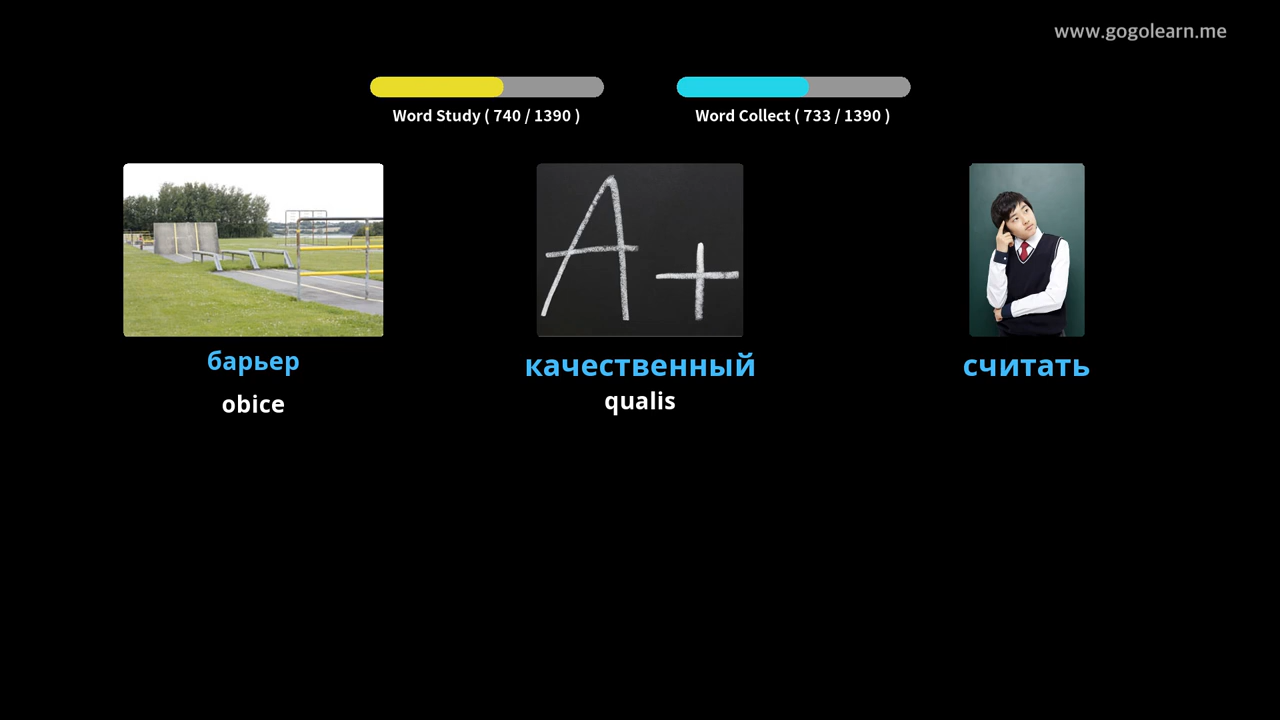 www.gogolearn.me
Word Study ( 740 / 1390 )
Word Collect ( 733 / 1390 )
A+
барьер
качественный
считать
obice
qualis